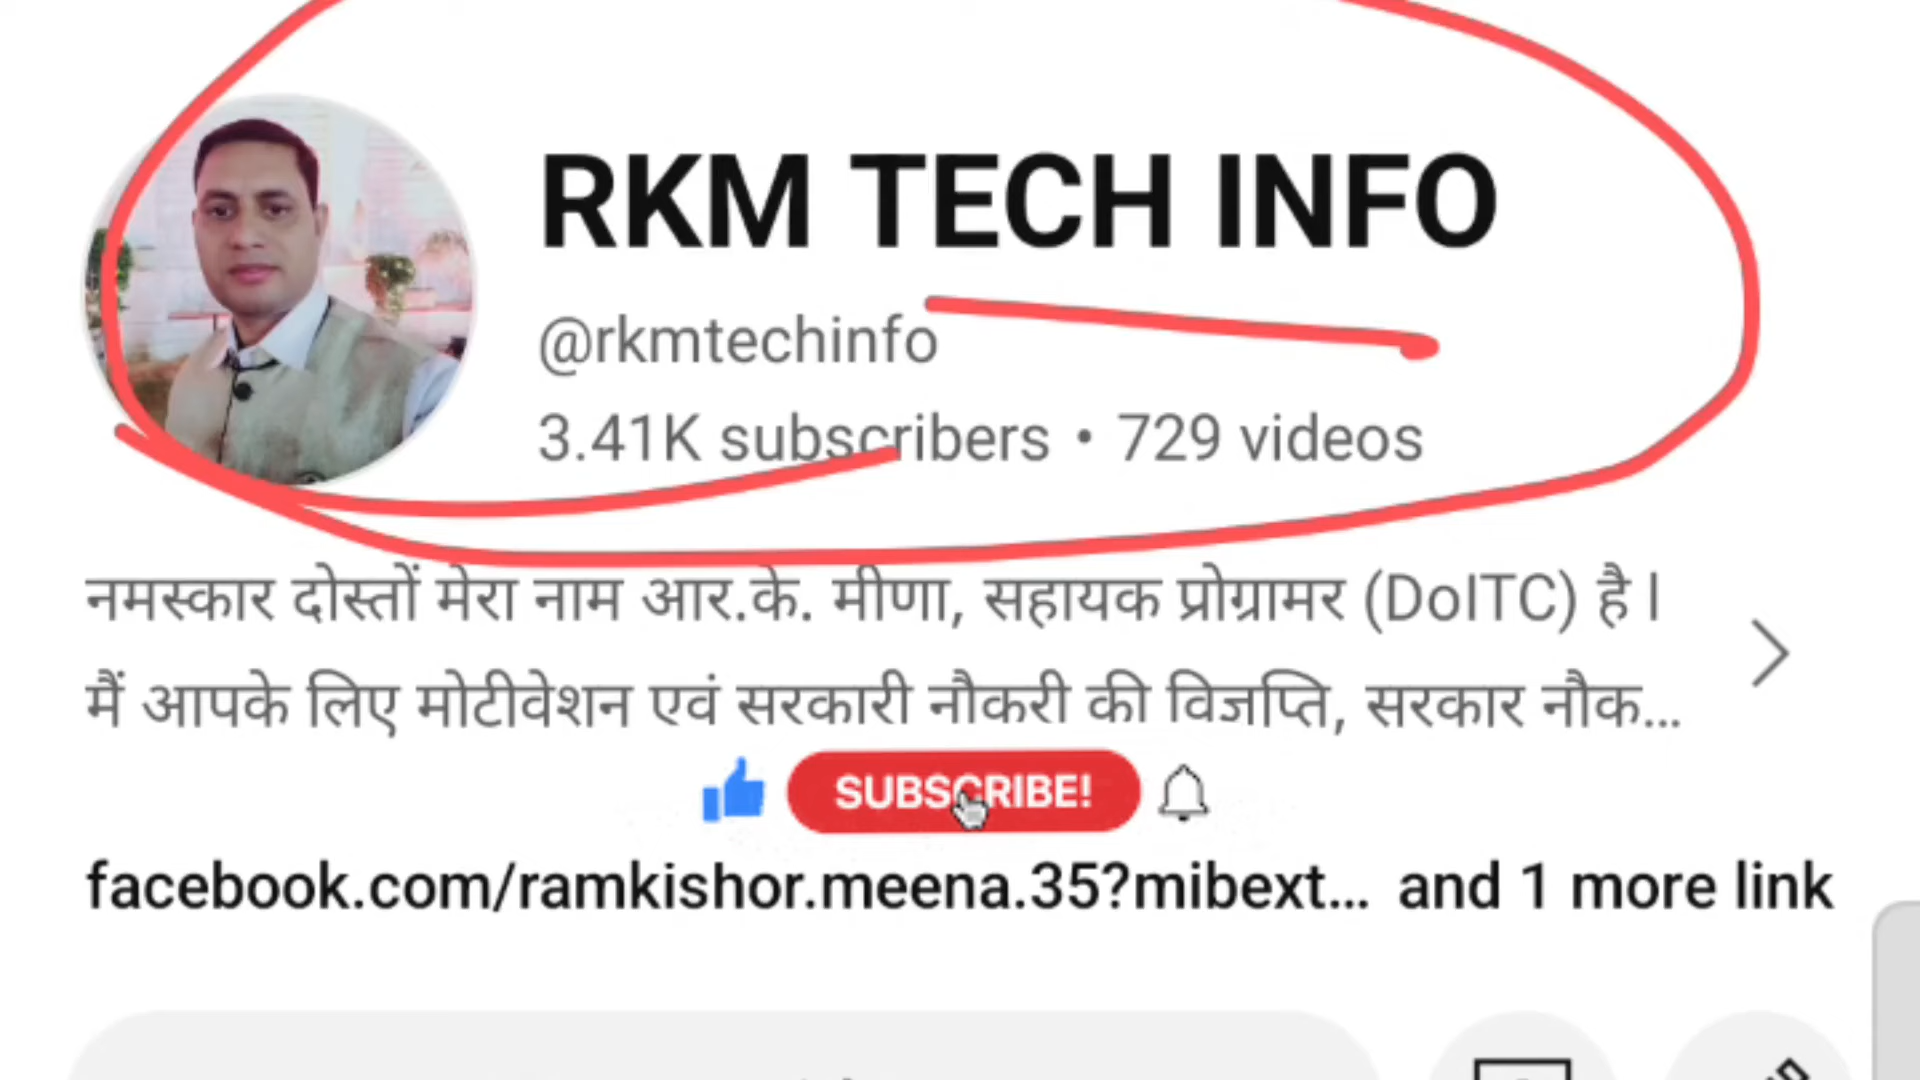 RKM TECH INFO
@rkmtechinfo
3.41K subscribers • 729 videos
नमस्कार दोस्तों मेरा नाम आर.के. मीणा, सहायक प्रोग्रामर (DoITC) है l
मैं आपके लिए मोटीवेशन एवं सरकारी नौकरी की विजप्ति, सरकार नौक...
SUBSCRIBE!
facebook.com/ramkishor.meena.35?mibext... and 1 more link